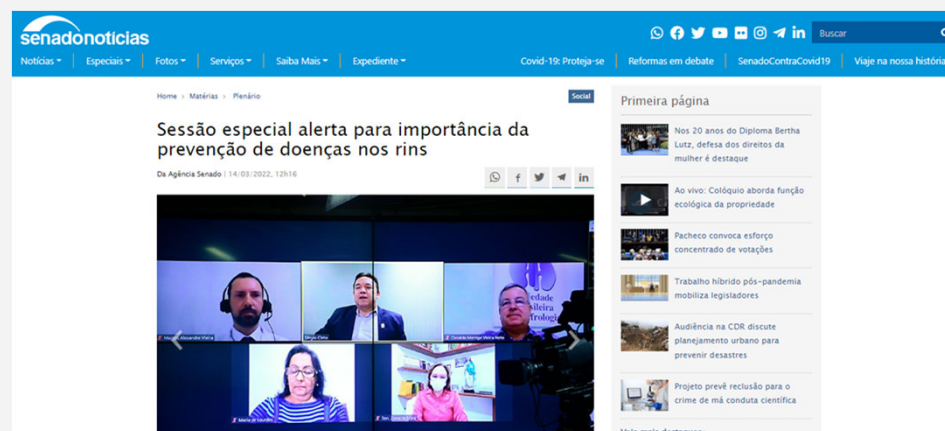 senadonotícias
Buscar
Notícias
Especiais
Fotos
Serviços
Saiba Mais
Expediente
Covid-19: Proteja-se
Reformas em debate
SenadoContraCovid19
Viaje na nossa história
Home > Matérias > Plenário
Social
Sessão especial alerta para importância da
prevenção de doenças nos rins
Da Agência Senado | 14/03/2022, 12h16
Primeira página
Nos 20 anos do Diploma Bertha
Lutz, defesa dos direitos da
mulher é destaque
Ao vivo: Colóquio aborda função
ecológica da propriedade
Pacheco convoca esforço
concentrado de votações
Trabalho híbrido pós-pandemia
mobiliza legisladores
Audiência na CDR discute
planejamento urbano para
prevenir desastres
Projeto prevê reclusão para o
crime de má conduta científica